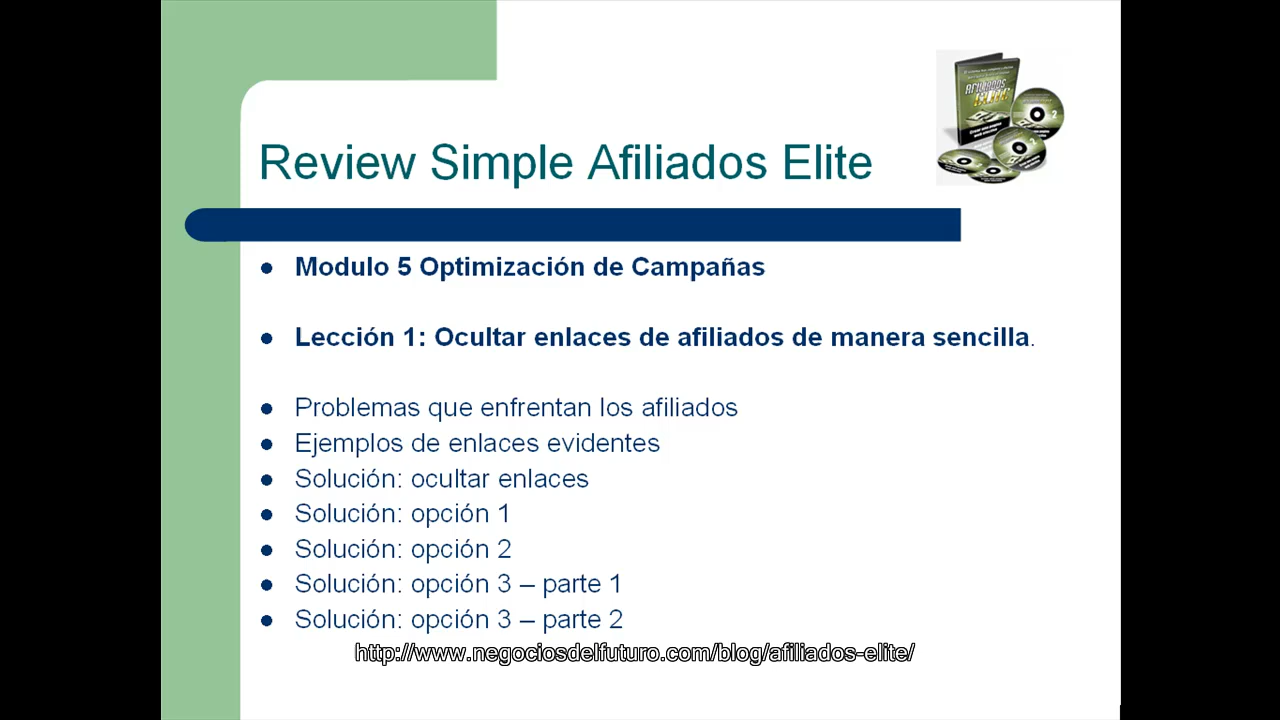 Review Simple Afiliados Elite
AFILIADOS
ELITE
Modulo 5 Optimización de Campañas
Lección 1: Ocultar enlaces de afiliados de manera sencilla.
Problemas que enfrentan los afiliados
Ejemplos de enlaces evidentes
Solución: ocultar enlaces
Solución: opción 1
Solución: opción 2
Solución: opción 3 – parte 1
Solución: opción 3 – parte 2
http://www.negociosdelfuturo.com/blog/afiliados-elite/